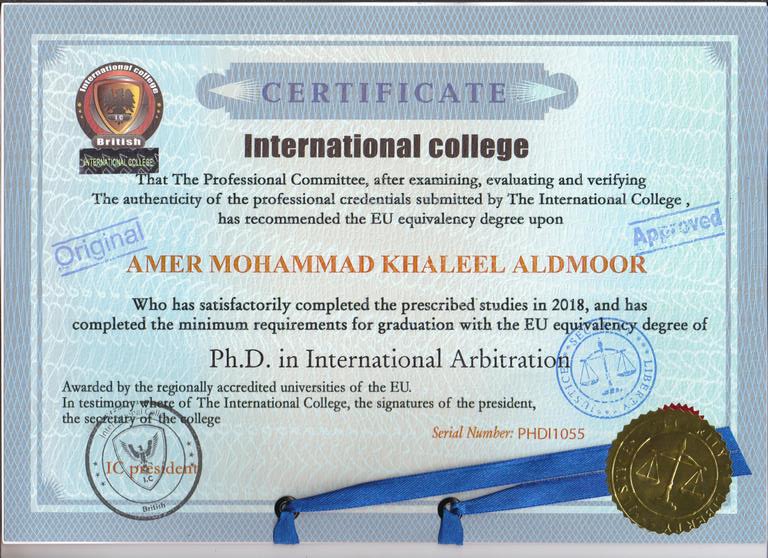 International college
I.C
British
INTERNATIONAL COLLEGE
CERTIFICATE
International college
That The Professional Committee, after examining, evaluating and verifying
The authenticity of the professional credentials submitted by The International College ,
has recommended the EU equivalency degree upon
Original
Approved
AMER MOHAMMAD KHALEEL ALDMOOR
Who has satisfactorily completed the prescribed studies in 2018, and has
completed the minimum requirements for graduation with the EU equivalency degree of
Ph.D. in International Arbitration
SECURITY LIBERTY JUSTICE
Awarded by the regionally accredited universities of the EU.
In testimony where of The International College, the signatures of the president,
the secretary of the college
Serial Number: PHDI1055
International College
IC president
I.C
British
LIBERTY